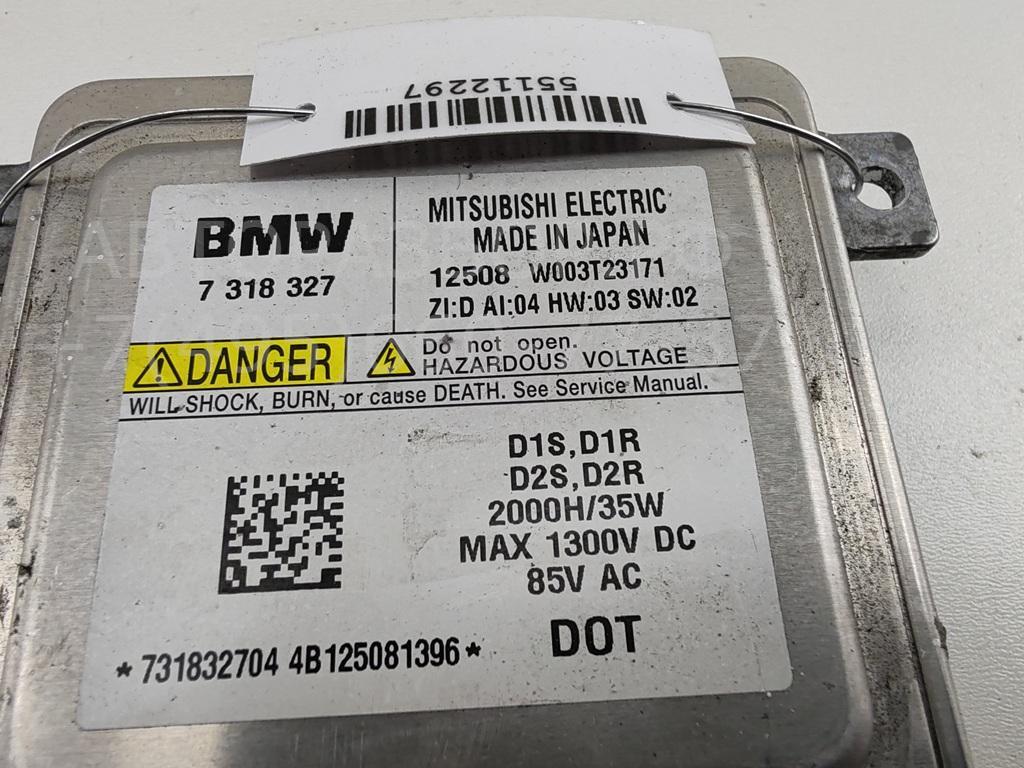 55112297
BMW
7 318 327
MITSUBISHI ELECTRIC
MADE IN JAPAN
12508 W003T23171
ZI:D AI:04 HW:03 SW:02
DANGER
Do not open.
HAZARDOUS VOLTAGE
WILL SHOCK, BURN, or cause DEATH. See Service Manual.
D1S,D1R
D2S,D2R
2000H/35W
MAX 1300V DC
85V AC
DOT
*731832704 4B125081396*